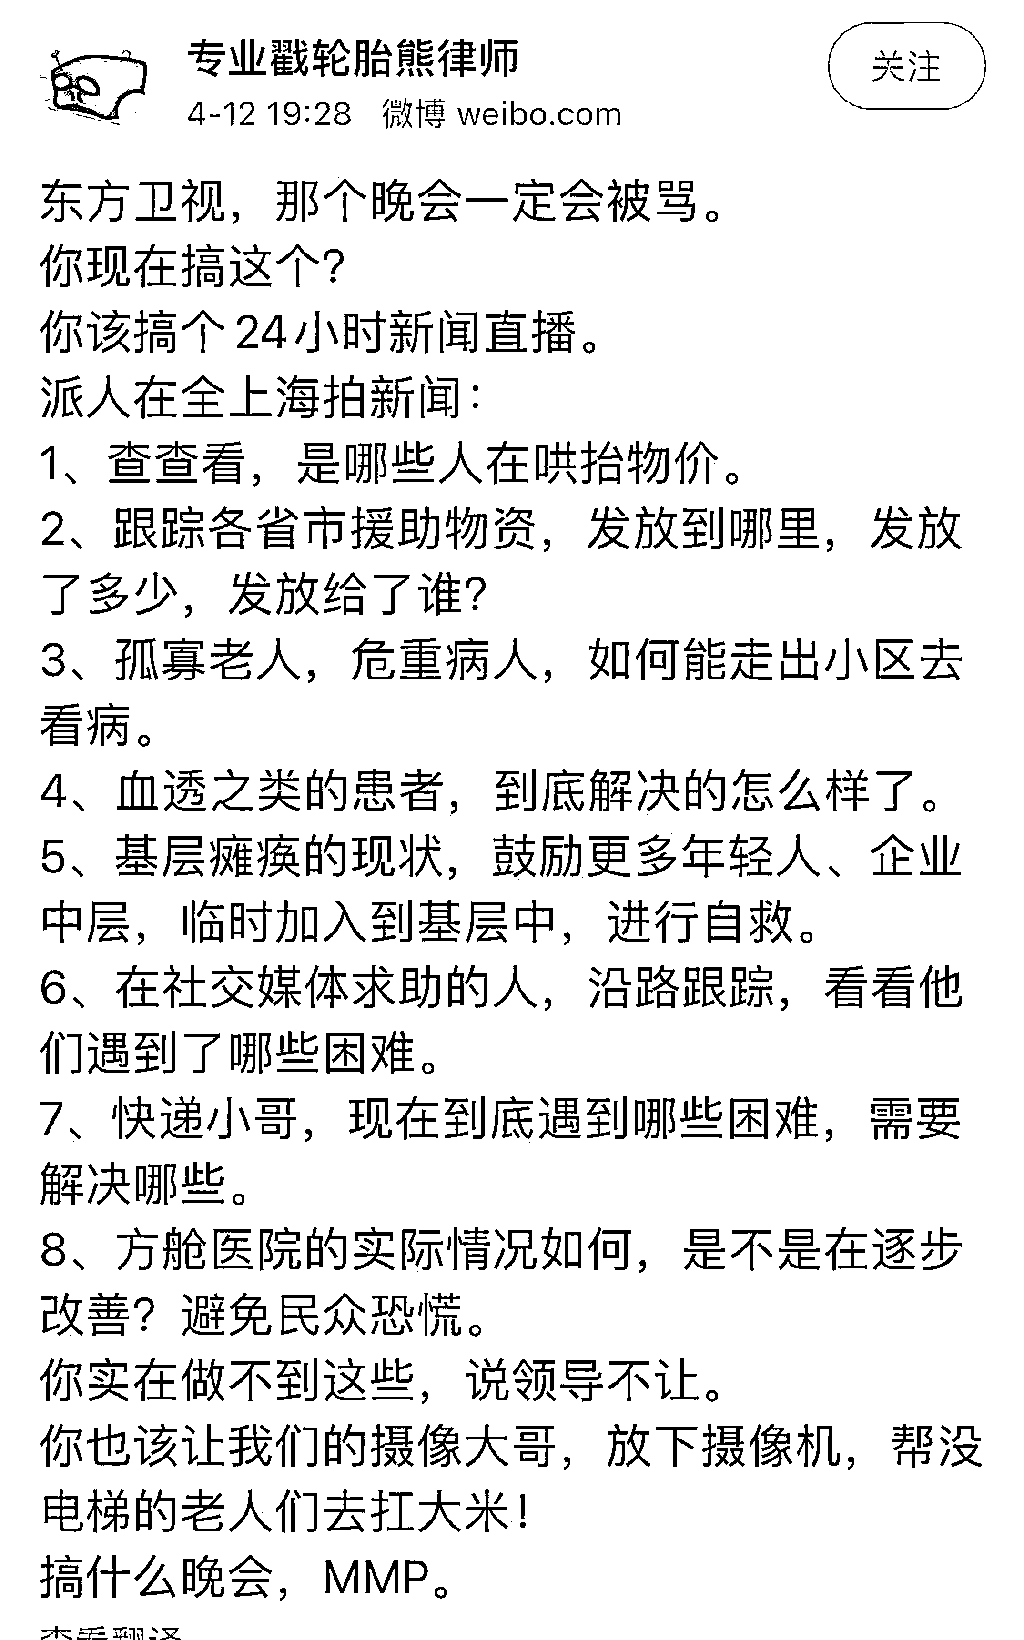 专业戳轮胎熊律师
关注
4-12 19:28 微博 weibo.com
东方卫视，那个晚会一定会被骂。
你现在搞这个？
你该搞个24小时新闻直播。
派人在全上海拍新闻：
1、查查看，是哪些人在哄抬物价。
2、跟踪各省市援助物资，发放到哪里，发放
了多少，发放给了谁？
3、孤寡老人，危重病人，如何能走出小区去
看病。
4、血透之类的患者，到底解决的怎么样了。
5、基层瘫痪的现状，鼓励更多年轻人、企业
中层，临时加入到基层中，进行自救。
6、在社交媒体求助的人，沿路跟踪，看看他
们遇到了哪些困难。
7、快递小哥，现在到底遇到哪些困难，需要
解决哪些。
8、方舱医院的实际情况如何，是不是在逐步
改善？避免民众恐慌。
你实在做不到这些，说领导不让。
你也该让我们的摄像大哥，放下摄像机，帮没
电梯的老人们去扛大米！
搞什么晚会，MMP。
查看翻译